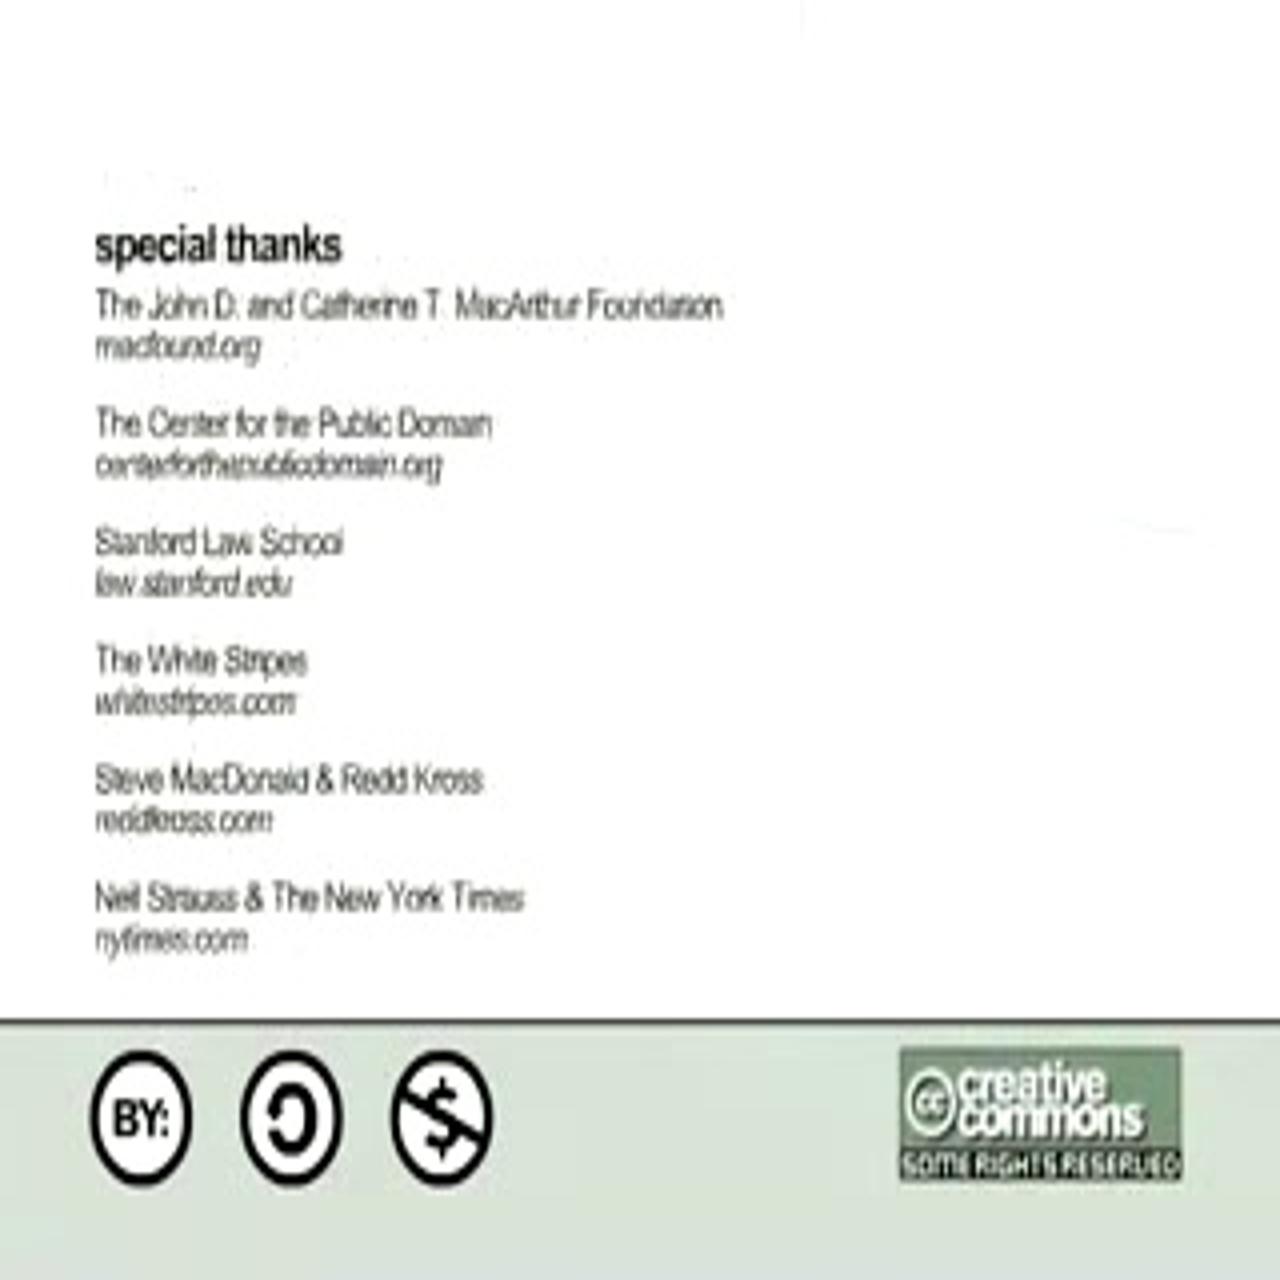 special thanks
The John D. and Catherine T. MacArthur Foundation
macfound.org
The Center for the Public Domain
centerforthepublicdomain.org
Stanford Law School
law.stanford.edu
The White Stripes
whitestripes.com
Steve MacDonald & Redd Kross
reddkross.com
Neil Strauss & The New York Times
nytimes.com
BY:
cc creative
commons
SOME RIGHTS RESERVED